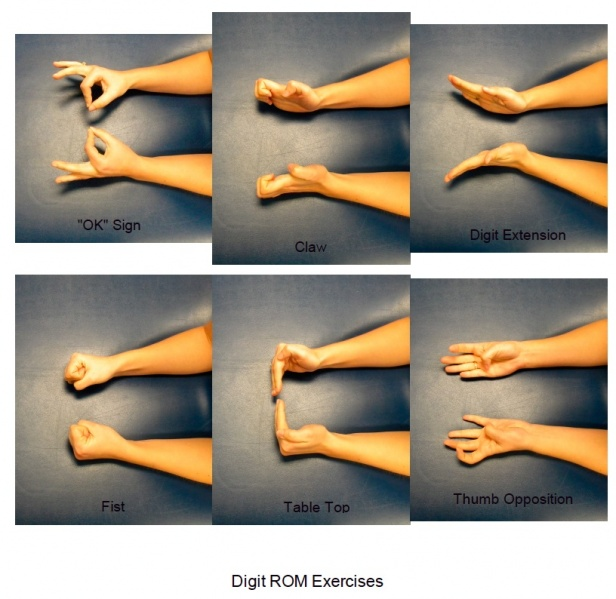 "OK" Sign
Claw
Digit Extension
Fist
Table Top
Thumb Opposition
Digit ROM Exercises